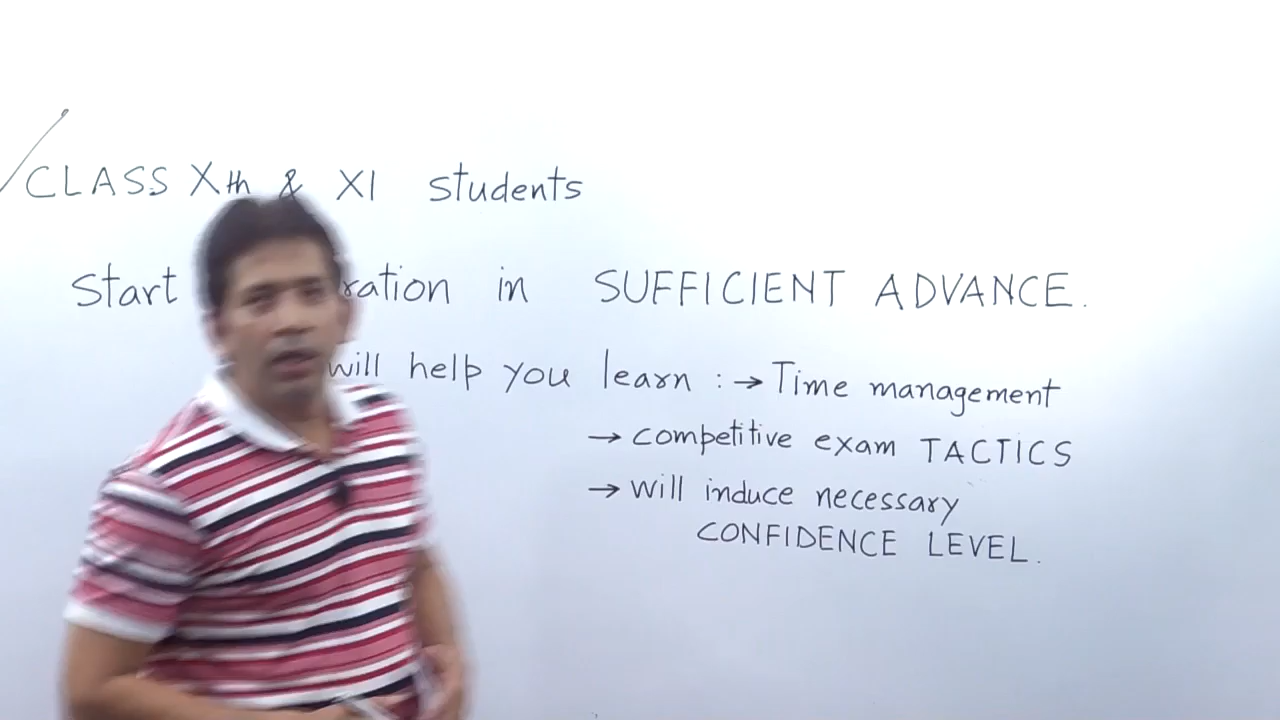 CLASS Xth & XI students
Start ration in SUFFICIENT ADVANCE.
will help you learn : → Time management
→ competitive exam TACTICS
→ will induce necessary
CONFIDENCE LEVEL.